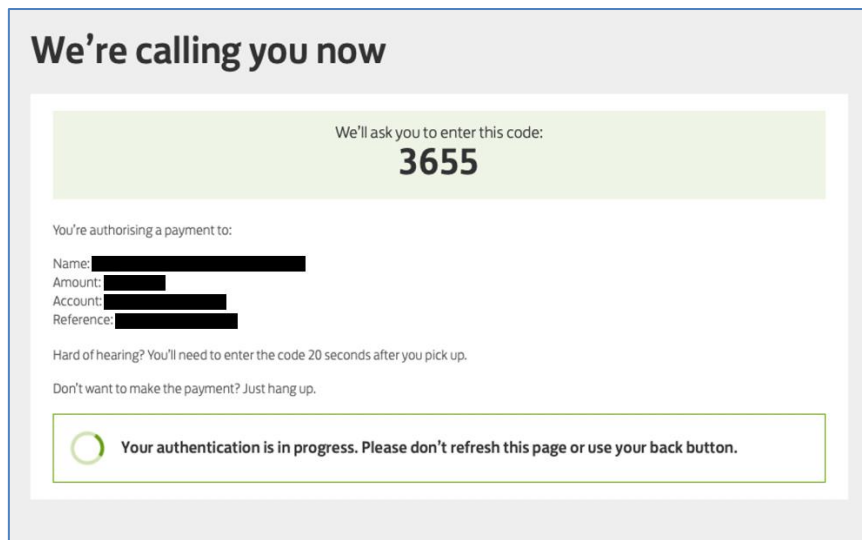 We’re calling you now
We’ll ask you to enter this code:
3655
You’re authorising a payment to:
Name:
Amount:
Account:
Reference:
Hard of hearing? You’ll need to enter the code 20 seconds after you pick up.
Don’t want to make the payment? Just hang up.
Your authentication is in progress. Please don’t refresh this page or use your back button.